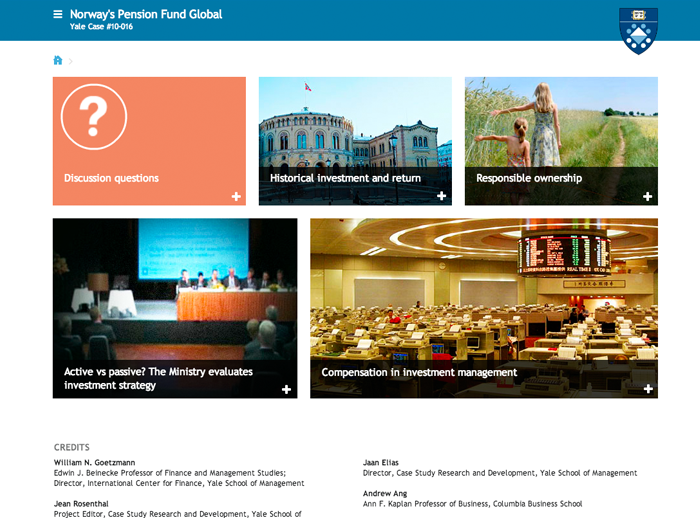 Norway's Pension Fund Global
Yale Case #10-016
?
Discussion questions
Historical investment and return
Responsible ownership
REAL TIME
Active vs passive? The Ministry evaluates
investment strategy
Compensation in investment management
CREDITS
William N. Goetzmann
Edwin J. Beinecke Professor of Finance and Management Studies;
Director, International Center for Finance, Yale School of Management
Jean Rosenthal
Project Editor, Case Study Research and Development, Yale School of
Jaan Elias
Director, Case Study Research and Development, Yale School of Management
Andrew Ang
Ann F. Kaplan Professor of Business, Columbia Business School